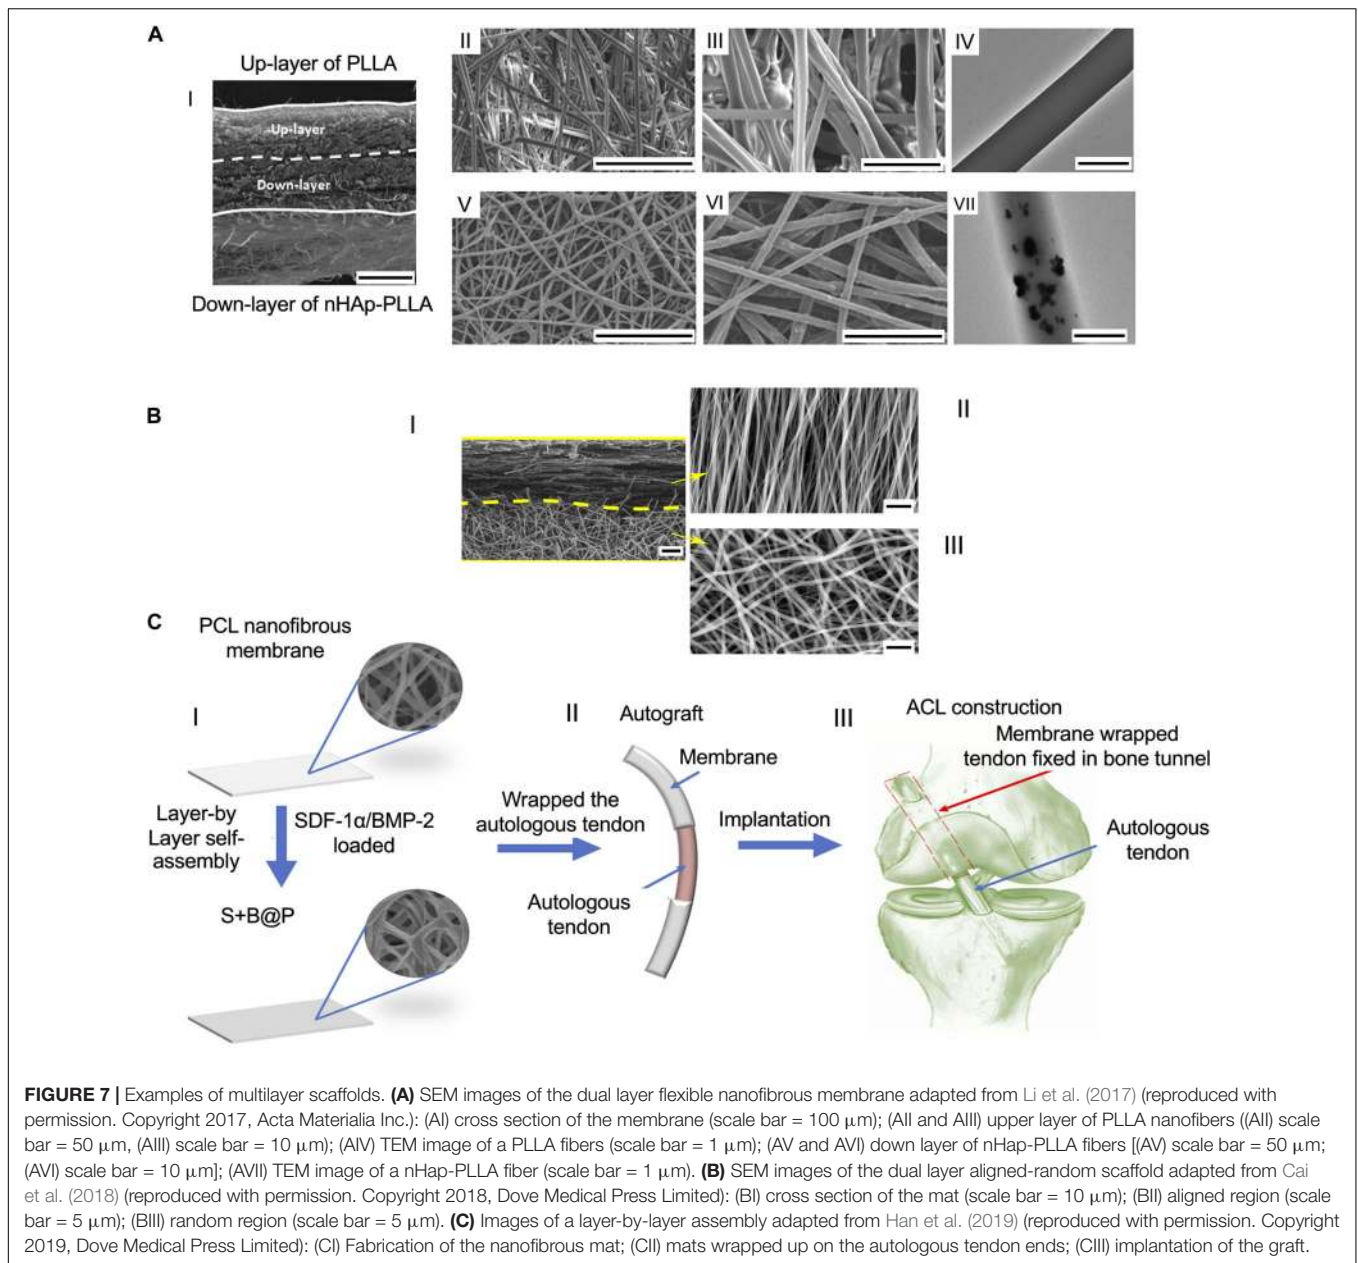 A
Up-layer of PLLA
I
Up-layer
Down-layer
Down-layer of nHAp-PLLA
II
III
IV
V
VI
VII
B
I
II
III
C
PCL nanofibrous
membrane
I
Layer-by
Layer self-
assembly
SDF-1α/BMP-2
loaded
S+B@P
Wrapped the
autologous tendon
II
Autograft
Membrane
Autologous
tendon
Implantation
III
ACL construction
Membrane wrapped
tendon fixed in bone tunnel
Autologous
tendon
FIGURE 7 | Examples of multilayer scaffolds. (A) SEM images of the dual layer flexible nanofibrous membrane adapted from Li et al. (2017) (reproduced with
permission. Copyright 2017, Acta Materialia Inc.): (AI) cross section of the membrane (scale bar = 100 μm); (AII and AIII) upper layer of PLLA nanofibers ((AII) scale
bar = 50 μm, (AIII) scale bar = 10 μm); (AIV) TEM image of a PLLA fibers (scale bar = 1 μm); (AV and AVI) down layer of nHap-PLLA fibers [(AV) scale bar = 50 μm;
(AVI) scale bar = 10 μm]; (AVII) TEM image of a nHap-PLLA fiber (scale bar = 1 μm). (B) SEM images of the dual layer aligned-random scaffold adapted from Cai
et al. (2018) (reproduced with permission. Copyright 2018, Dove Medical Press Limited): (BI) cross section of the mat (scale bar = 10 μm); (BII) aligned region (scale
bar = 5 μm); (BIII) random region (scale bar = 5 μm). (C) Images of a layer-by-layer assembly adapted from Han et al. (2019) (reproduced with permission. Copyright
2019, Dove Medical Press Limited): (CI) Fabrication of the nanofibrous mat; (CII) mats wrapped up on the autologous tendon ends; (CIII) implantation of the graft.